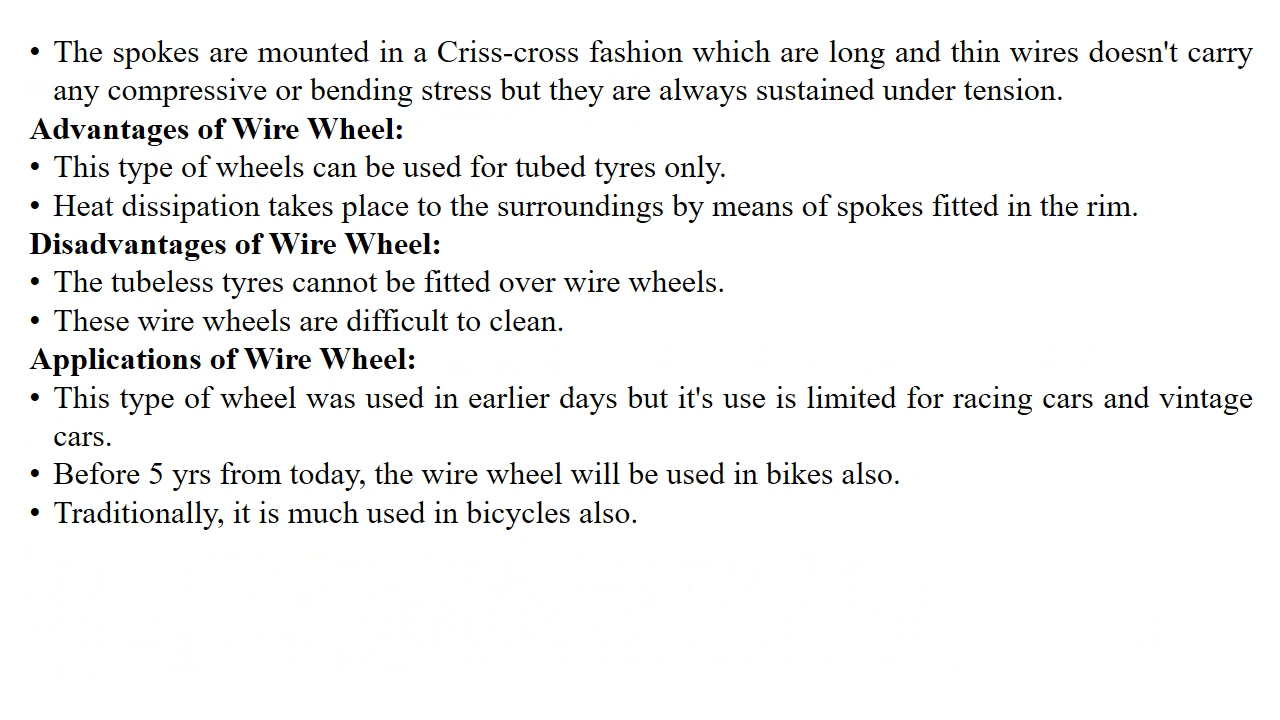 • The spokes are mounted in a Criss-cross fashion which are long and thin wires doesn't carry
any compressive or bending stress but they are always sustained under tension.
Advantages of Wire Wheel:
• This type of wheels can be used for tubed tyres only.
• Heat dissipation takes place to the surroundings by means of spokes fitted in the rim.
Disadvantages of Wire Wheel:
• The tubeless tyres cannot be fitted over wire wheels.
• These wire wheels are difficult to clean.
Applications of Wire Wheel:
• This type of wheel was used in earlier days but it's use is limited for racing cars and vintage
cars.
• Before 5 yrs from today, the wire wheel will be used in bikes also.
• Traditionally, it is much used in bicycles also.